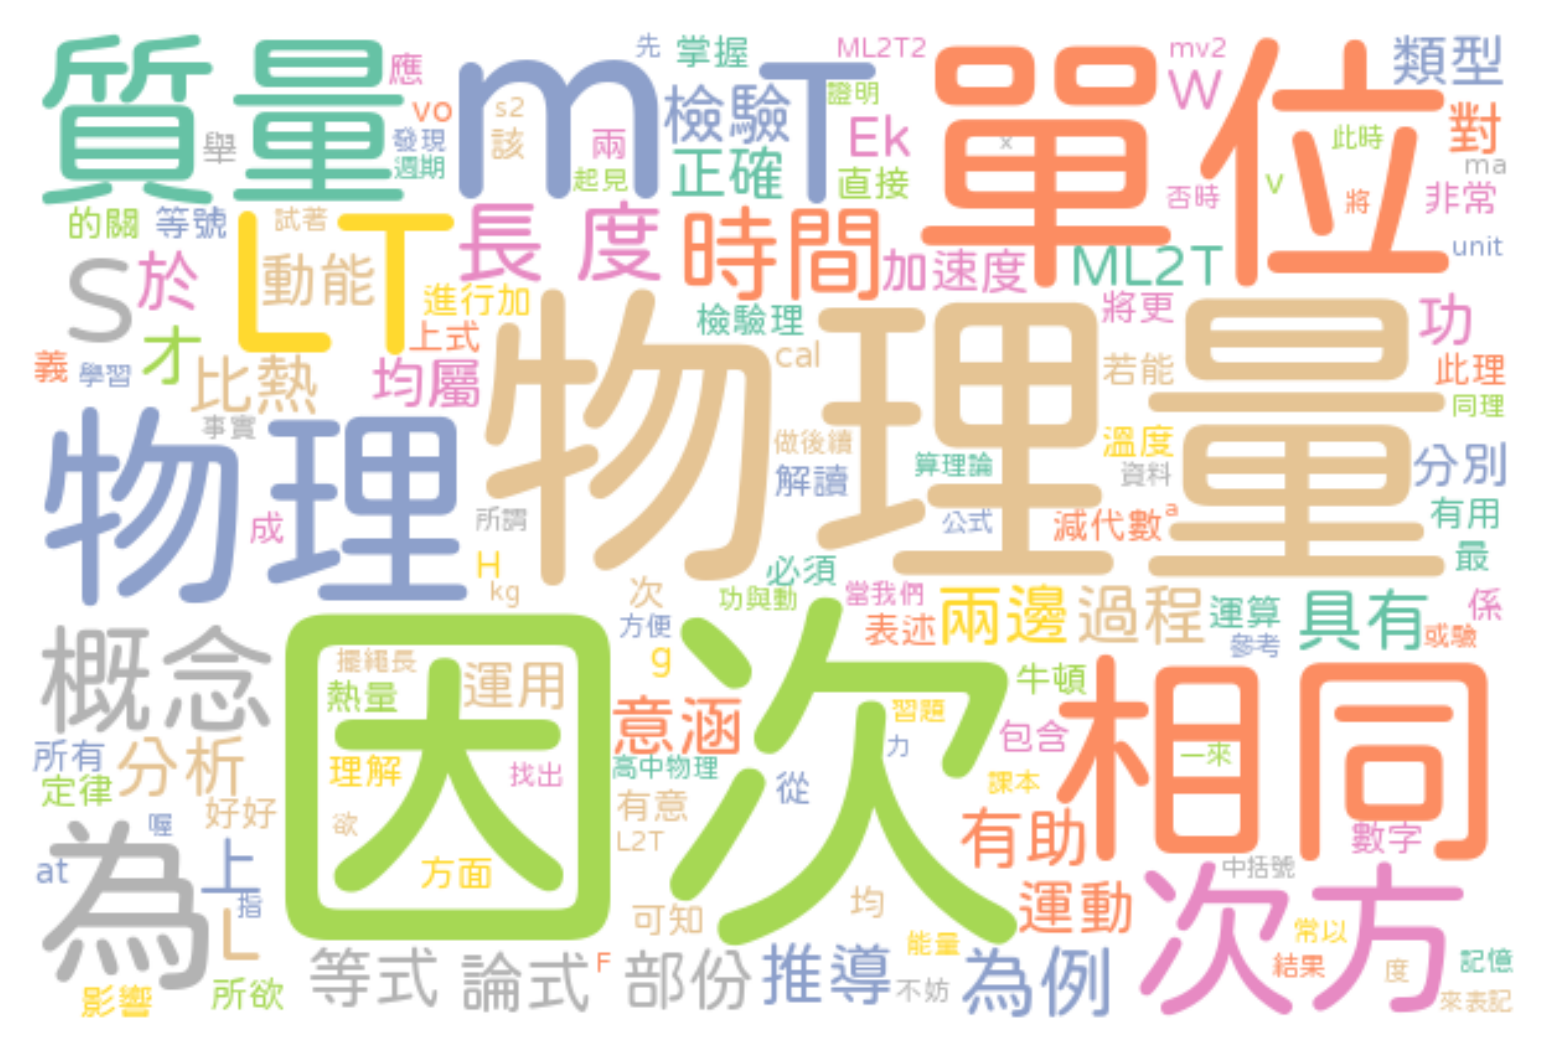 質量
應
m
先
掌握
ML2T2
單位
mv2
類型
vo
s2
檢驗
T
證明
W
對
舉
發現
該
兩
Ek
x
此時
週期
起見
正確
直接
v
ma
否時
將
非常
的關
等號
試著
LT
長度
時間
加速度
ML2T
unit
S
於
動能
進行加
檢驗理
將更
功
才
上式
物理量
cal
若能
此理
義
學習
比熱
均屬
同理
事實
物理
做後續
溫度
解讀
算理論
資料
分別
成
所謂
公式
減代數
a
有用
H
必須
最
kg
次
功與動
當我們
兩邊
過程
運算
具有
係
方便
表述
參考
或驗
概念
因次
擺繩長
g
牛頓
相同
熱量
運用
意涵
習題
包含
所有
分析
理解
找出
高中物理
力
一來
定律
從
課本
好好
有意
為
喔
欲
L2T
有助
數字
at
上
方面
中括號
次方
指
L
可知
均
運動
能量
常以
影響
所欲
等式
論式
F
部份
推導
不妨
為例
結果
度
記憶
來表記